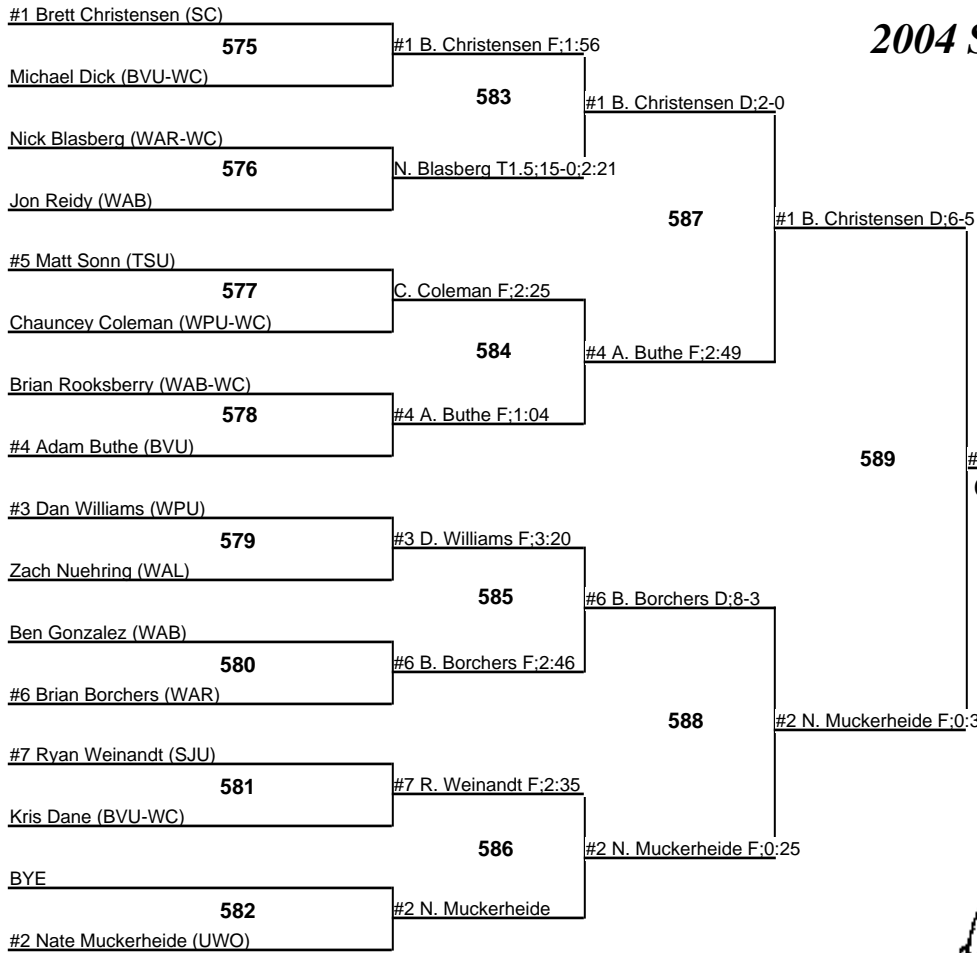 #1 Brett Christensen (SC)
2004 S
575
#1 B. Christensen F;1:56
Michael Dick (BVU-WC)
583
#1 B. Christensen D;2-0
Nick Blasberg (WAR-WC)
576
N. Blasberg T1.5;15-0;2:21
Jon Reidy (WAB)
587
#1 B. Christensen D;6-5
#5 Matt Sonn (TSU)
577
C. Coleman F;2:25
Chauncey Coleman (WPU-WC)
584
#4 A. Buthe F;2:49
Brian Rooksberry (WAB-WC)
578
#4 A. Buthe F;1:04
#4 Adam Buthe (BVU)
589
#
#3 Dan Williams (WPU)
579
#3 D. Williams F;3:20
Zach Nuehring (WAL)
585
#6 B. Borchers D;8-3
Ben Gonzalez (WAB)
580
#6 B. Borchers F;2:46
#6 Brian Borchers (WAR)
588
#2 N. Muckerheide F;0:3
#7 Ryan Weinandt (SJU)
581
#7 R. Weinandt F;2:35
Kris Dane (BVU-WC)
586
#2 N. Muckerheide F;0:25
BYE
582
#2 N. Muckerheide
#2 Nate Muckerheide (UWO)